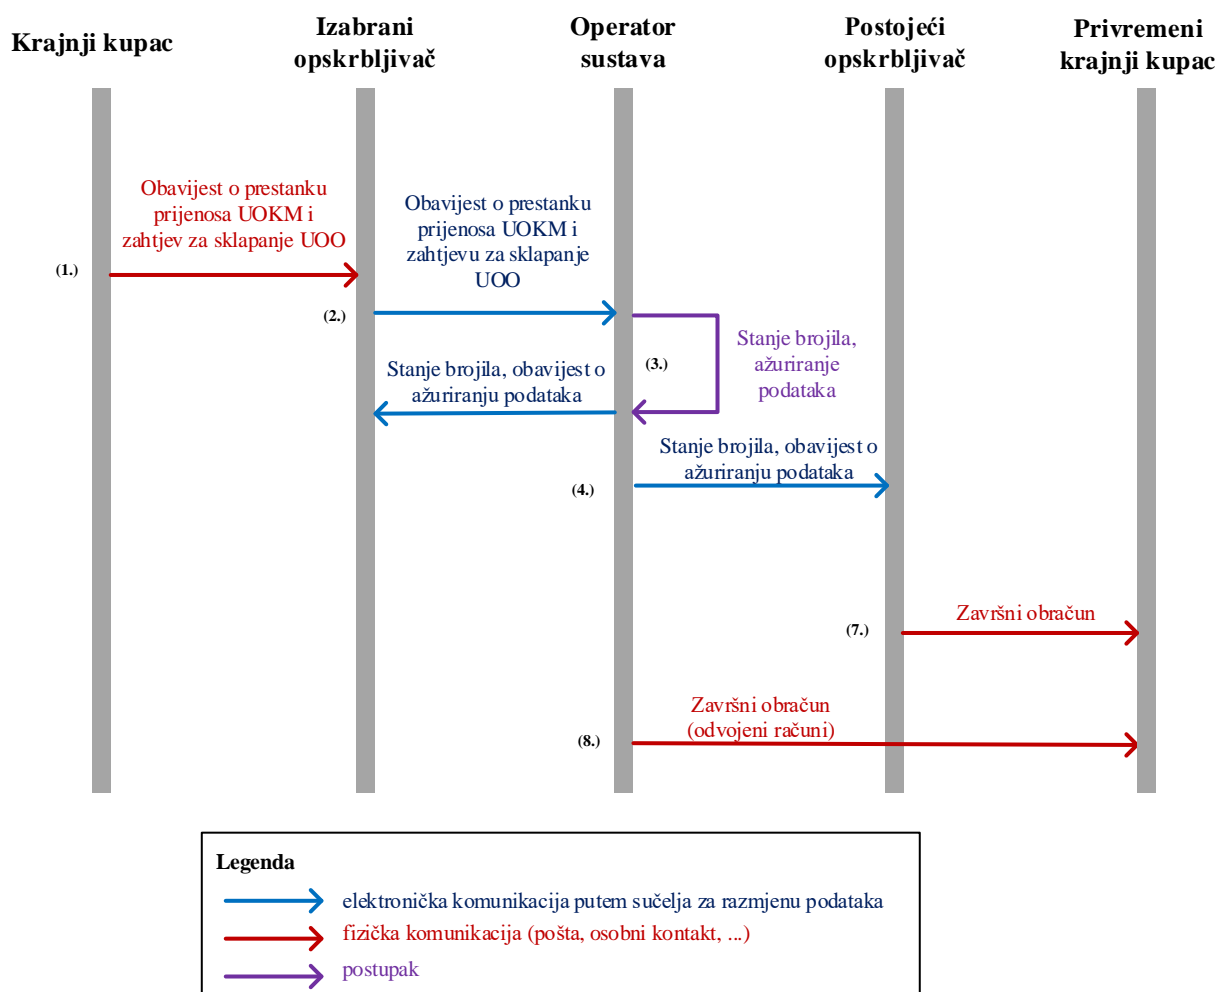 Krajnji kupac
Izabrani
opskrbljivač
Operator
sustava
Postojeći
opskrbljivač
Privremeni
krajnji kupac
Obavijest o prestanku
prijenosa UOKM i
zahtjev za sklapanje UOO
(1.)
Obavijest o prestanku
prijenosa UOKM i
zahtjevu za sklapanje
UOO
(2.)
Stanje brojila,
ažuriranje
podataka
(3.)
Stanje brojila, obavijest o
ažuriranju podataka
Stanje brojila, obavijest o
ažuriranju podataka
(4.)
Završni obračun
(7.)
Završni obračun
(odvojeni računi)
(8.)
Legenda
elektronička komunikacija putem sučelja za razmjenu podataka
fizička komunikacija (pošta, osobni kontakt, ...)
postupak